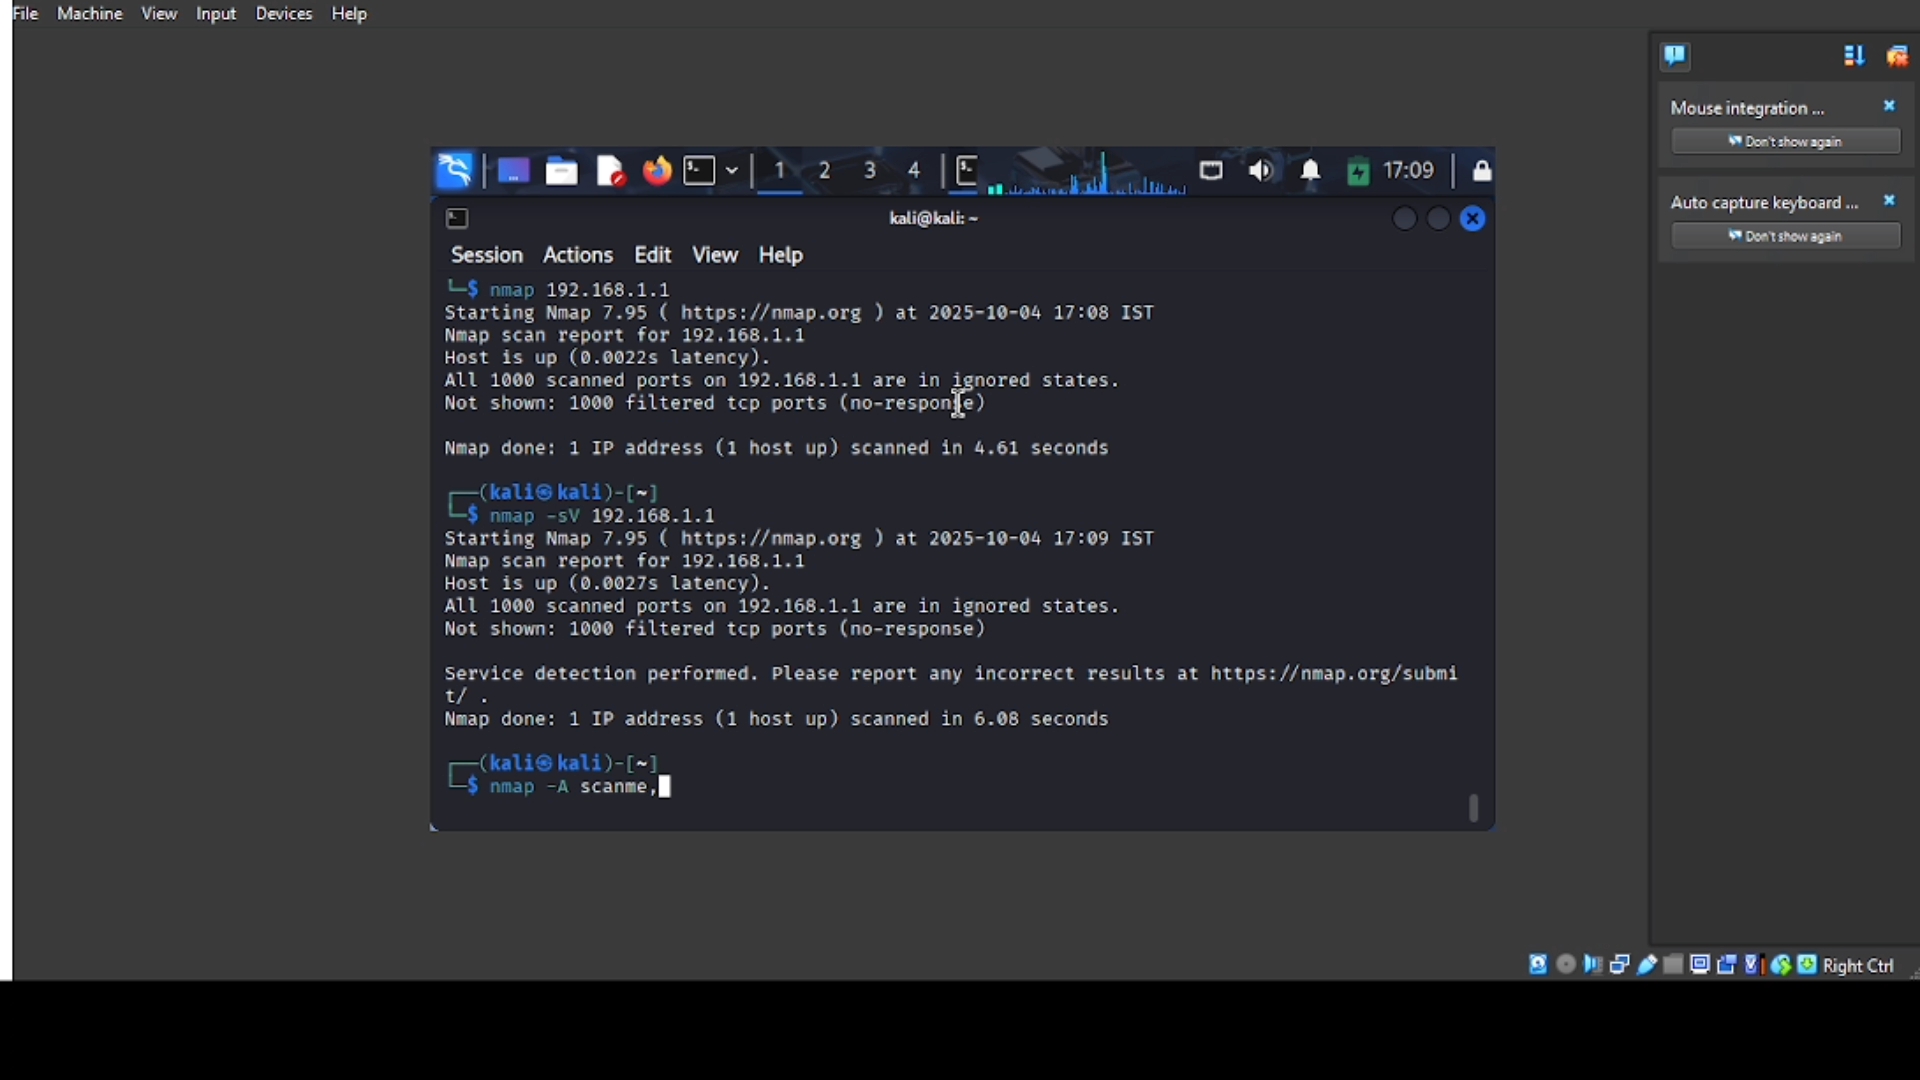 File Machine View Input Devices Help
Mouse integration ...
Don't show again
Auto capture keyboard ...
Don't show again
1 2 3 4 17:09
kali@kali: ~
Session Actions Edit View Help
└─$ nmap 192.168.1.1
Starting Nmap 7.95 ( https://nmap.org ) at 2025-10-04 17:08 IST
Nmap scan report for 192.168.1.1
Host is up (0.0022s latency).
All 1000 scanned ports on 192.168.1.1 are in ignored states.
Not shown: 1000 filtered tcp ports (no-response)
Nmap done: 1 IP address (1 host up) scanned in 4.61 seconds
┌──(kali㉿kali)-[~]
└─$ nmap -sV 192.168.1.1
Starting Nmap 7.95 ( https://nmap.org ) at 2025-10-04 17:09 IST
Nmap scan report for 192.168.1.1
Host is up (0.0027s latency).
All 1000 scanned ports on 192.168.1.1 are in ignored states.
Not shown: 1000 filtered tcp ports (no-response)
Service detection performed. Please report any incorrect results at https://nmap.org/submi
t/ .
Nmap done: 1 IP address (1 host up) scanned in 6.08 seconds
┌──(kali㉿kali)-[~]
└─$ nmap -A scanme,
Right Ctrl